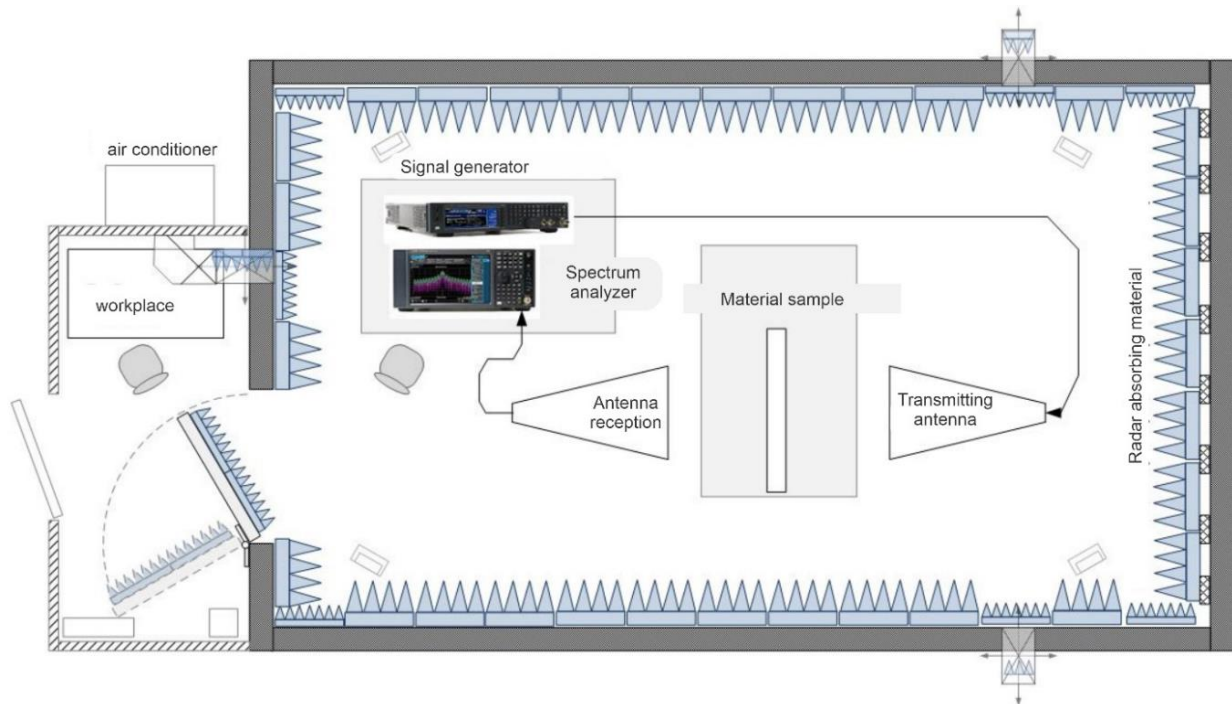 air conditioner
Signal generator
Spectrum
analyzer
Material sample
workplace
Antenna
reception
Transmitting
antenna
Radar absorbing material